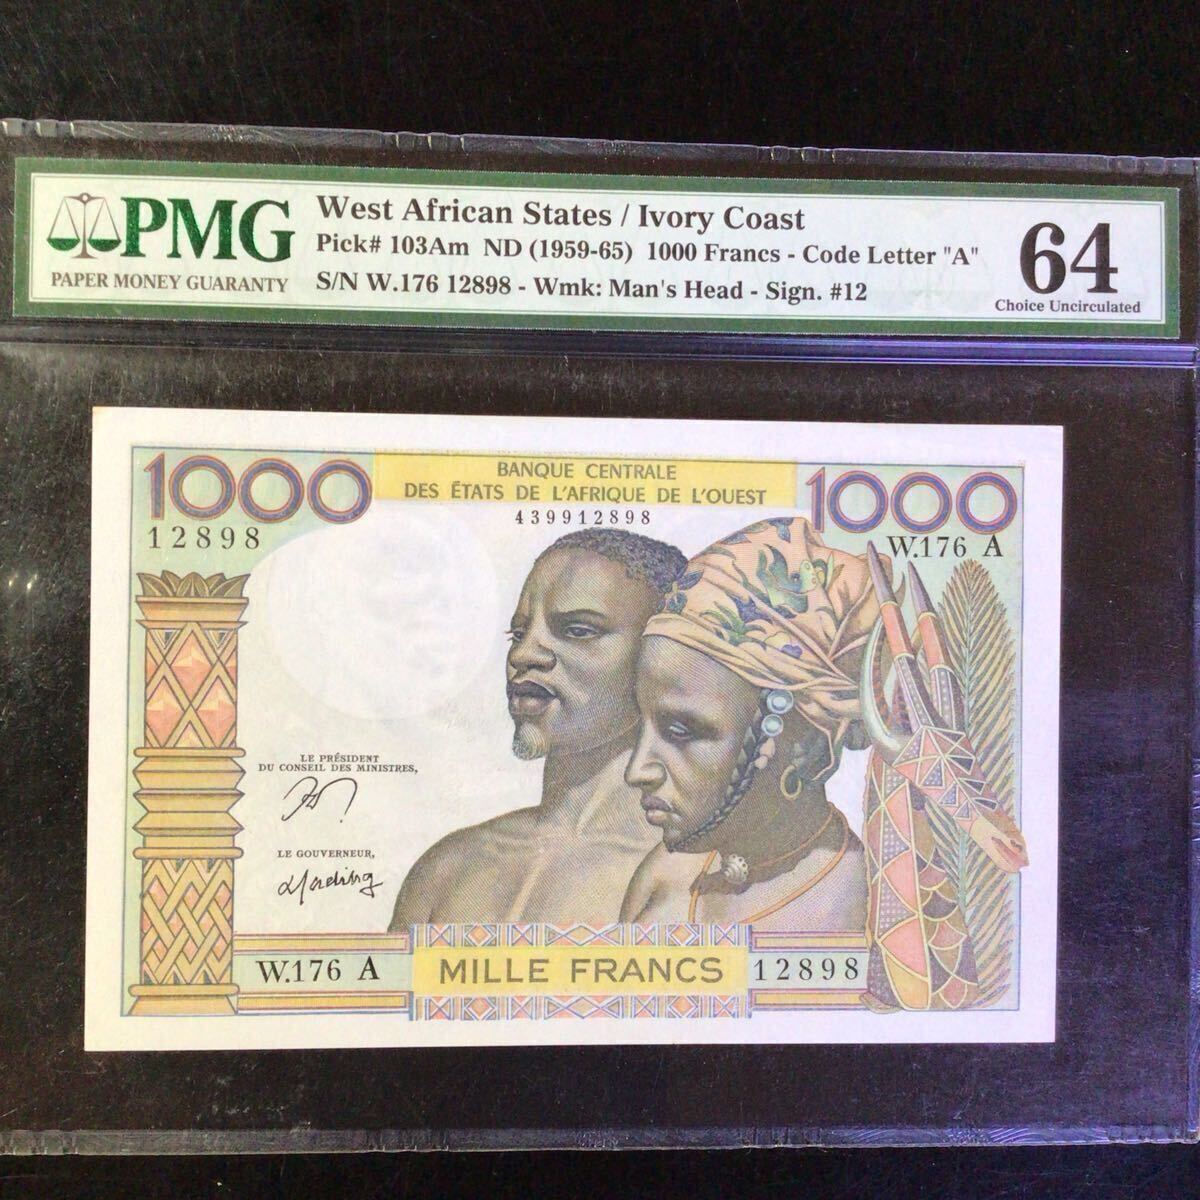 PMG
PAPER MONEY GUARANTY
West African States / Ivory Coast
Pick# 103Am ND (1959-65) 1000 Francs - Code Letter "A"
S/N W.176 12898 - Wmk: Man's Head - Sign. #12
64
Choice Uncirculated
1000
BANQUE CENTRALE
DES ÉTATS DE L'AFRIQUE DE L'OUEST
1000
12898
439912898
W.176 A
LE PRÉSIDENT
DU CONSEIL DES MINISTRES,
LE GOUVERNEUR,
W.176 A
MILLE FRANCS
12898